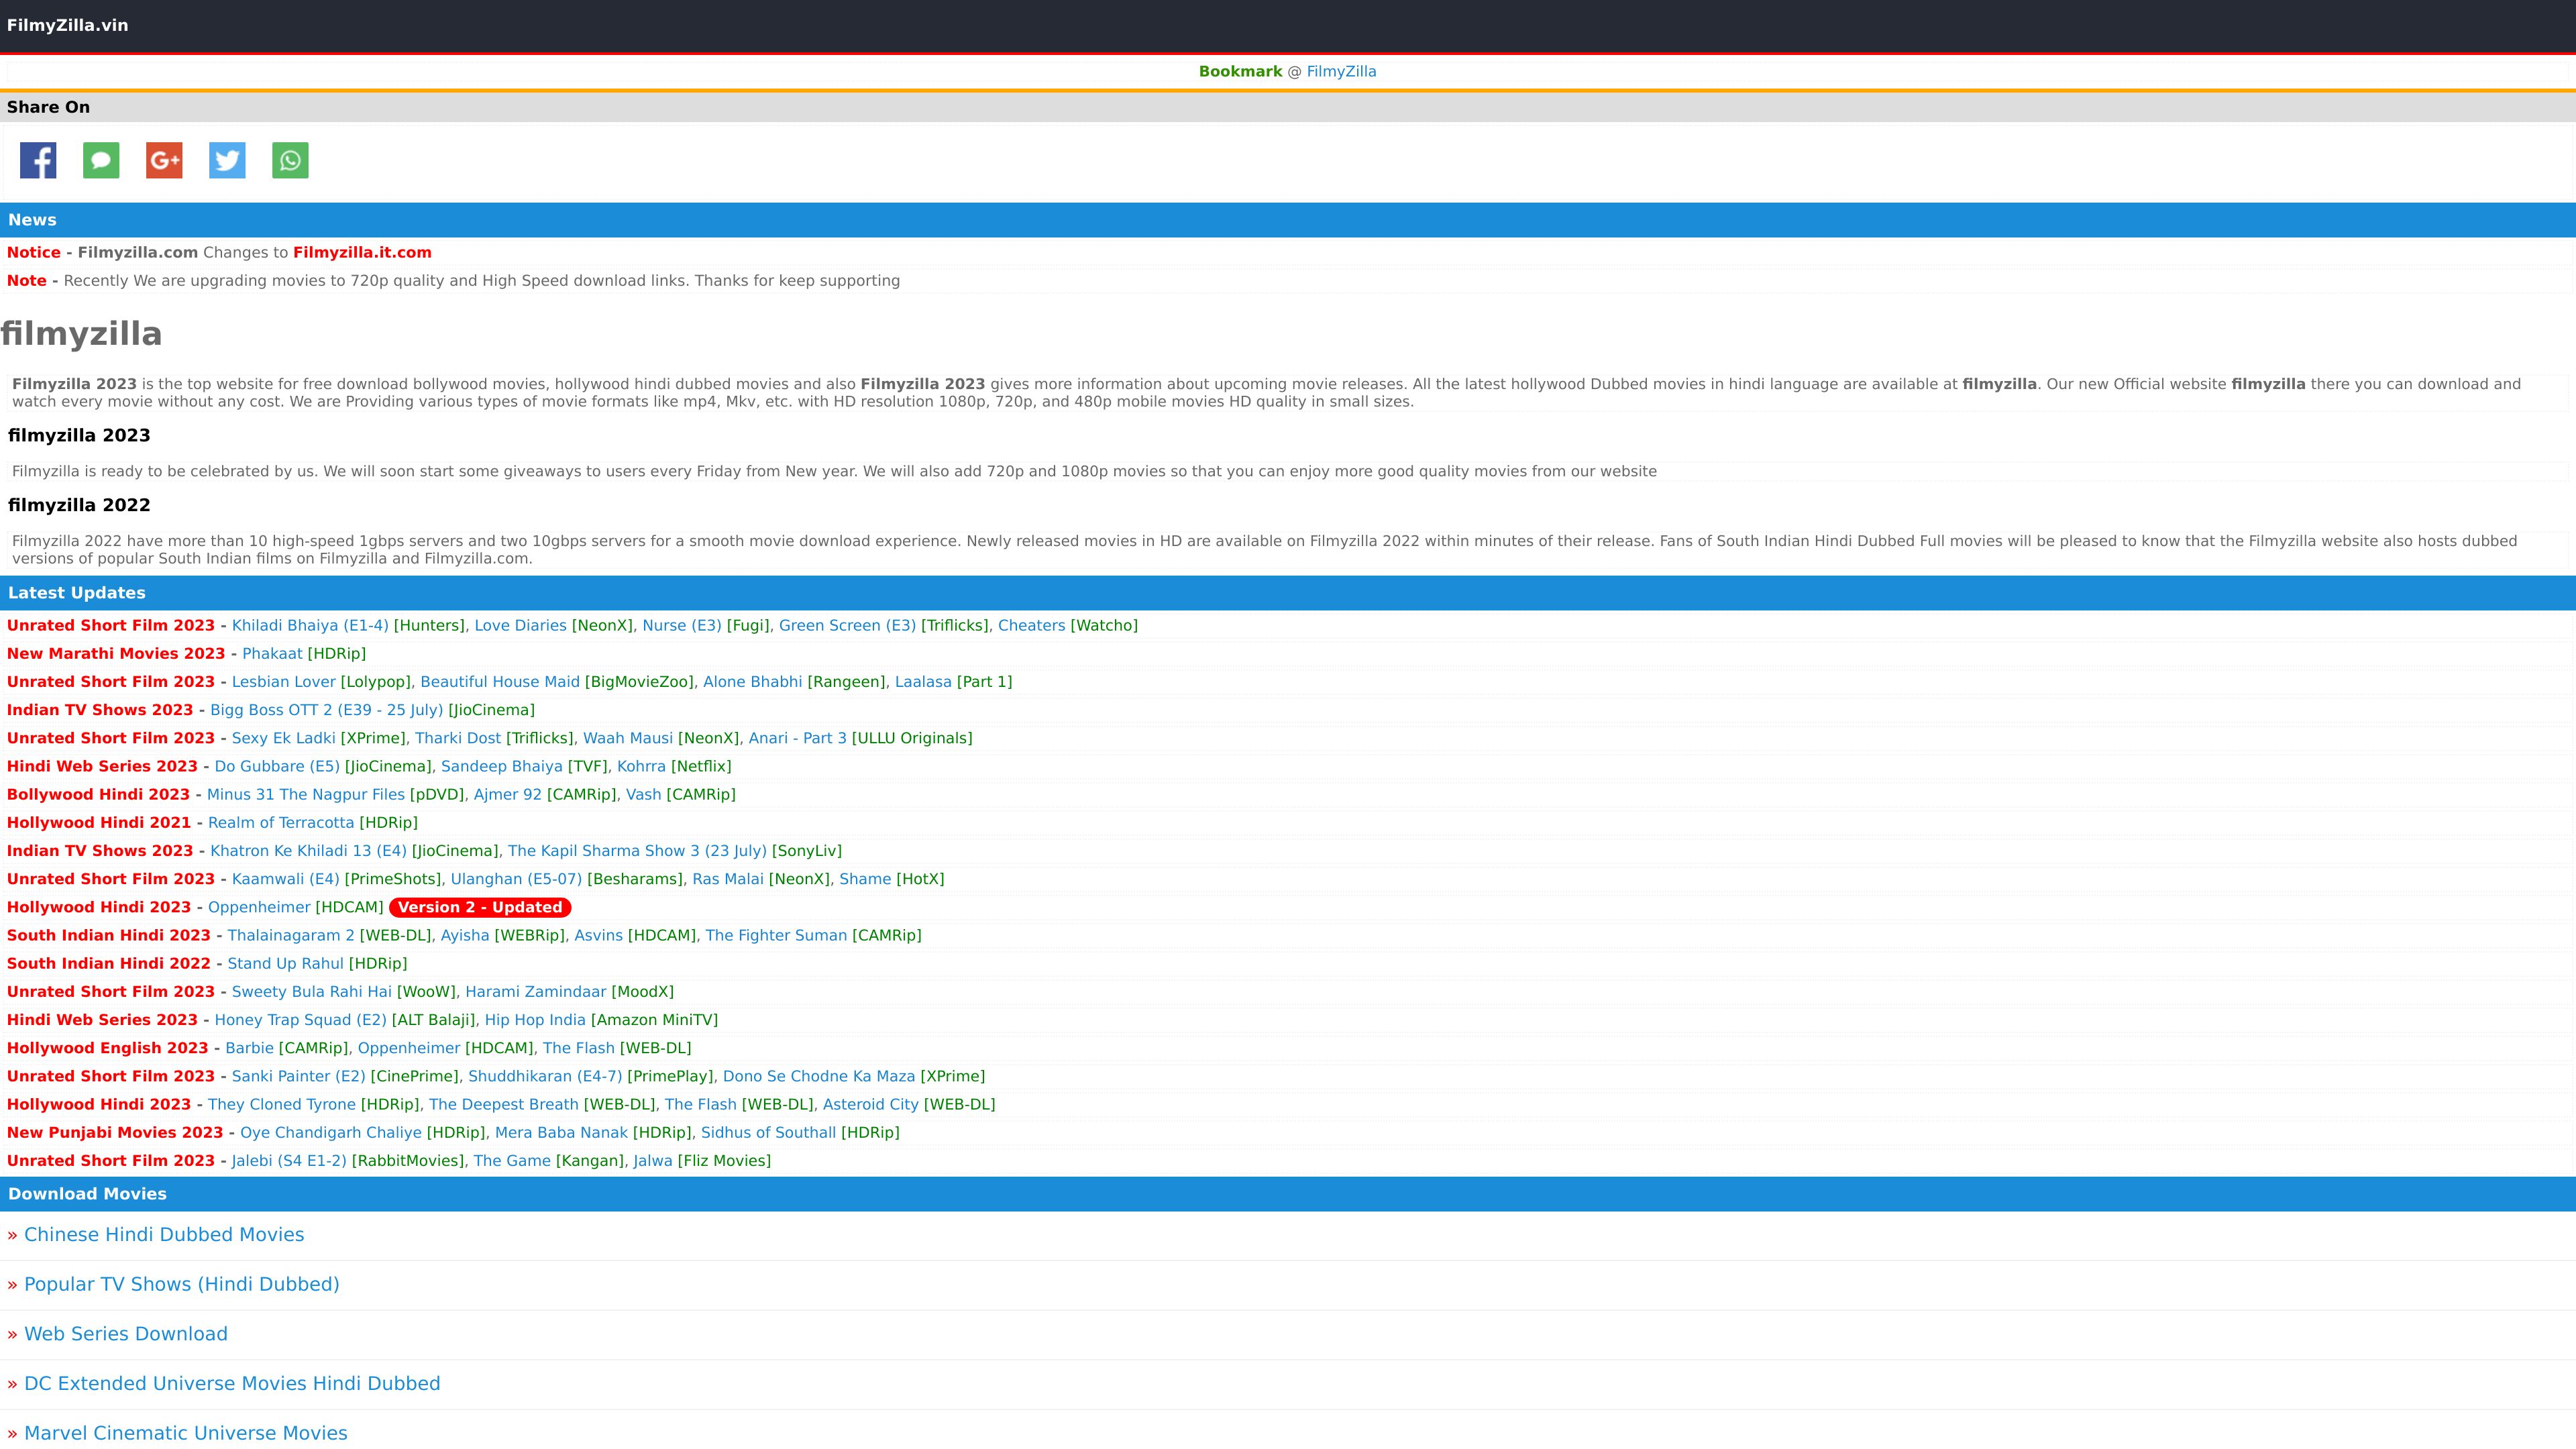 FilmyZilla.vin
Bookmark @ FilmyZilla
Share On
News
Notice - Filmyzilla.com Changes to Filmyzilla.it.com
Note - Recently We are upgrading movies to 720p quality and High Speed download links. Thanks for keep supporting
filmyzilla
Filmyzilla 2023 is the top website for free download bollywood movies, hollywood hindi dubbed movies and also Filmyzilla 2023 gives more information about upcoming movie releases. All the latest hollywood Dubbed movies in hindi language are available at filmyzilla. Our new Official website filmyzilla there you can download and
watch every movie without any cost. We are Providing various types of movie formats like mp4, Mkv, etc. with HD resolution 1080p, 720p, and 480p mobile movies HD quality in small sizes.
filmyzilla 2023
Filmyzilla is ready to be celebrated by us. We will soon start some giveaways to users every Friday from New year. We will also add 720p and 1080p movies so that you can enjoy more good quality movies from our website
filmyzilla 2022
Filmyzilla 2022 have more than 10 high-speed 1gbps servers and two 10gbps servers for a smooth movie download experience. Newly released movies in HD are available on Filmyzilla 2022 within minutes of their release. Fans of South Indian Hindi Dubbed Full movies will be pleased to know that the Filmyzilla website also hosts dubbed
versions of popular South Indian films on Filmyzilla and Filmyzilla.com.
Latest Updates
Unrated Short Film 2023 - Khiladi Bhaiya (E1-4) [Hunters], Love Diaries [NeonX], Nurse (E3) [Fugi], Green Screen (E3) [Triflicks], Cheaters [Watcho]
New Marathi Movies 2023 - Phakaat [HDRip]
Unrated Short Film 2023 - Lesbian Lover [Lolypop], Beautiful House Maid [BigMovieZoo], Alone Bhabhi [Rangeen], Laalasa [Part 1]
Indian TV Shows 2023 - Bigg Boss OTT 2 (E39 - 25 July) [JioCinema]
Unrated Short Film 2023 - Sexy Ek Ladki [XPrime], Tharki Dost [Triflicks], Waah Mausi [NeonX], Anari - Part 3 [ULLU Originals]
Hindi Web Series 2023 - Do Gubbare (E5) [JioCinema], Sandeep Bhaiya [TVF], Kohrra [Netflix]
Bollywood Hindi 2023 - Minus 31 The Nagpur Files [pDVD], Ajmer 92 [CAMRip], Vash [CAMRip]
Hollywood Hindi 2021 - Realm of Terracotta [HDRip]
Indian TV Shows 2023 - Khatron Ke Khiladi 13 (E4) [JioCinema], The Kapil Sharma Show 3 (23 July) [SonyLiv]
Unrated Short Film 2023 - Kaamwali (E4) [PrimeShots], Ulanghan (E5-07) [Besharams], Ras Malai [NeonX], Shame [HotX]
Hollywood Hindi 2023 - Oppenheimer [HDCAM] Version 2 - Updated
South Indian Hindi 2023 - Thalainagaram 2 [WEB-DL], Ayisha [WEBRip], Asvins [HDCAM], The Fighter Suman [CAMRip]
South Indian Hindi 2022 - Stand Up Rahul [HDRip]
Unrated Short Film 2023 - Sweety Bula Rahi Hai [WooW], Harami Zamindaar [MoodX]
Hindi Web Series 2023 - Honey Trap Squad (E2) [ALT Balaji], Hip Hop India [Amazon MiniTV]
Hollywood English 2023 - Barbie [CAMRip], Oppenheimer [HDCAM], The Flash [WEB-DL]
Unrated Short Film 2023 - Sanki Painter (E2) [CinePrime], Shuddhikaran (E4-7) [PrimePlay], Dono Se Chodne Ka Maza [XPrime]
Hollywood Hindi 2023 - They Cloned Tyrone [HDRip], The Deepest Breath [WEB-DL], The Flash [WEB-DL], Asteroid City [WEB-DL]
New Punjabi Movies 2023 - Oye Chandigarh Chaliye [HDRip], Mera Baba Nanak [HDRip], Sidhus of Southall [HDRip]
Unrated Short Film 2023 - Jalebi (S4 E1-2) [RabbitMovies], The Game [Kangan], Jalwa [Fliz Movies]
Download Movies
» Chinese Hindi Dubbed Movies
» Popular TV Shows (Hindi Dubbed)
» Web Series Download
» DC Extended Universe Movies Hindi Dubbed
» Marvel Cinematic Universe Movies